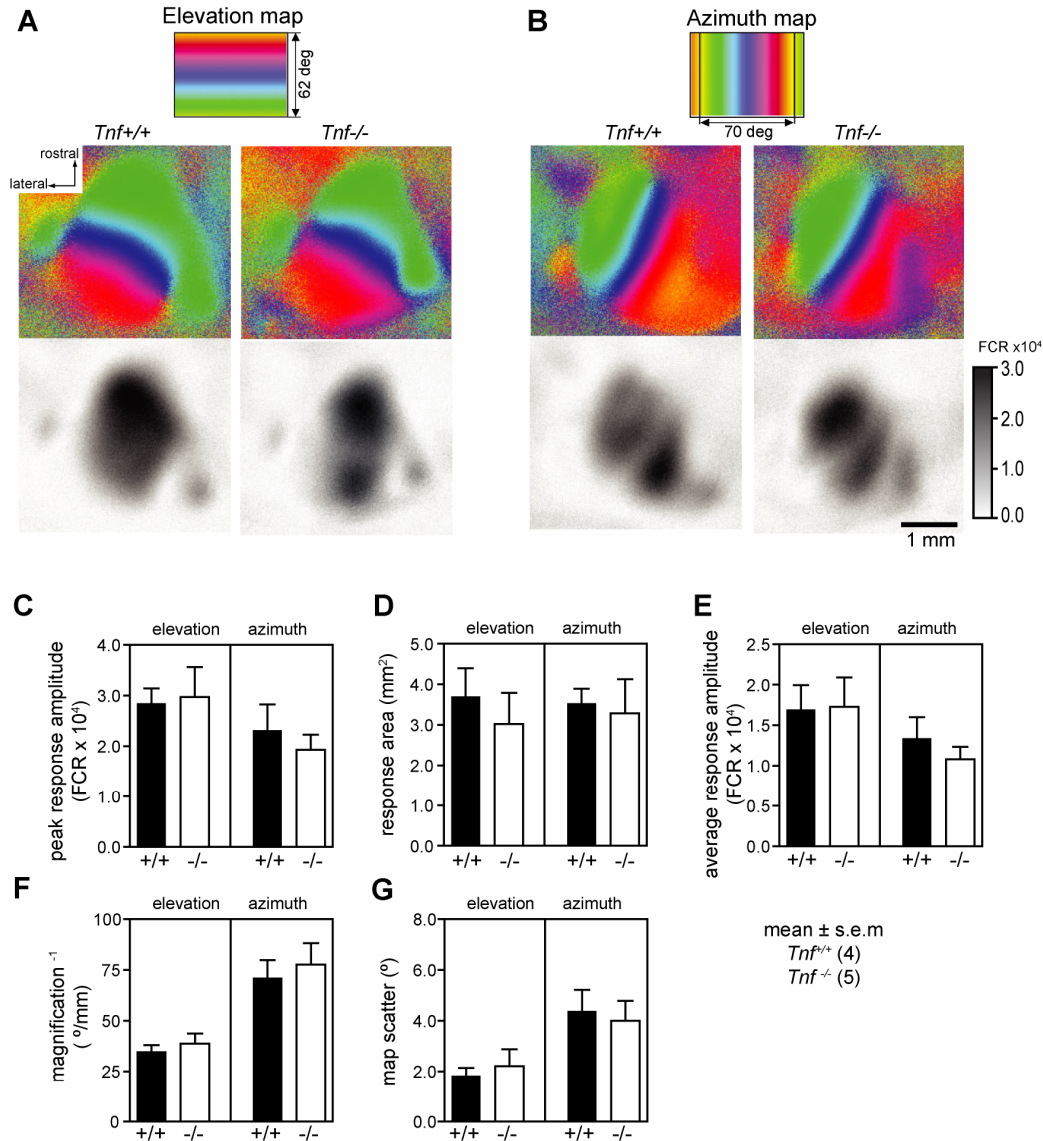 A
Elevation map
62 deg
Tnf+/+
Tnf-/-
rostral
lateral
B
Azimuth map
70 deg
Tnf+/+
Tnf-/-
FCR x10⁴
3.0
2.0
1.0
0.0
1 mm
C
elevation azimuth
peak response amplitude
(FCR x 10⁴)
4.0
3.0
2.0
1.0
0.0
+/+ -/- +/+ -/-
D
elevation azimuth
response area (mm²)
5.0
4.0
3.0
2.0
1.0
0.0
+/+ -/- +/+ -/-
E
elevation azimuth
average response amplitude
(FCR x 10⁴)
2.5
2.0
1.5
1.0
0.5
0.0
+/+ -/- +/+ -/-
F
elevation azimuth
magnification ⁻¹
( º/mm)
100
75
50
25
0
+/+ -/- +/+ -/-
G
elevation azimuth
map scatter (º)
8.0
6.0
4.0
2.0
0.0
+/+ -/- +/+ -/-
mean ± s.e.m
Tnf⁺/⁺ (4)
Tnf ⁻/⁻ (5)